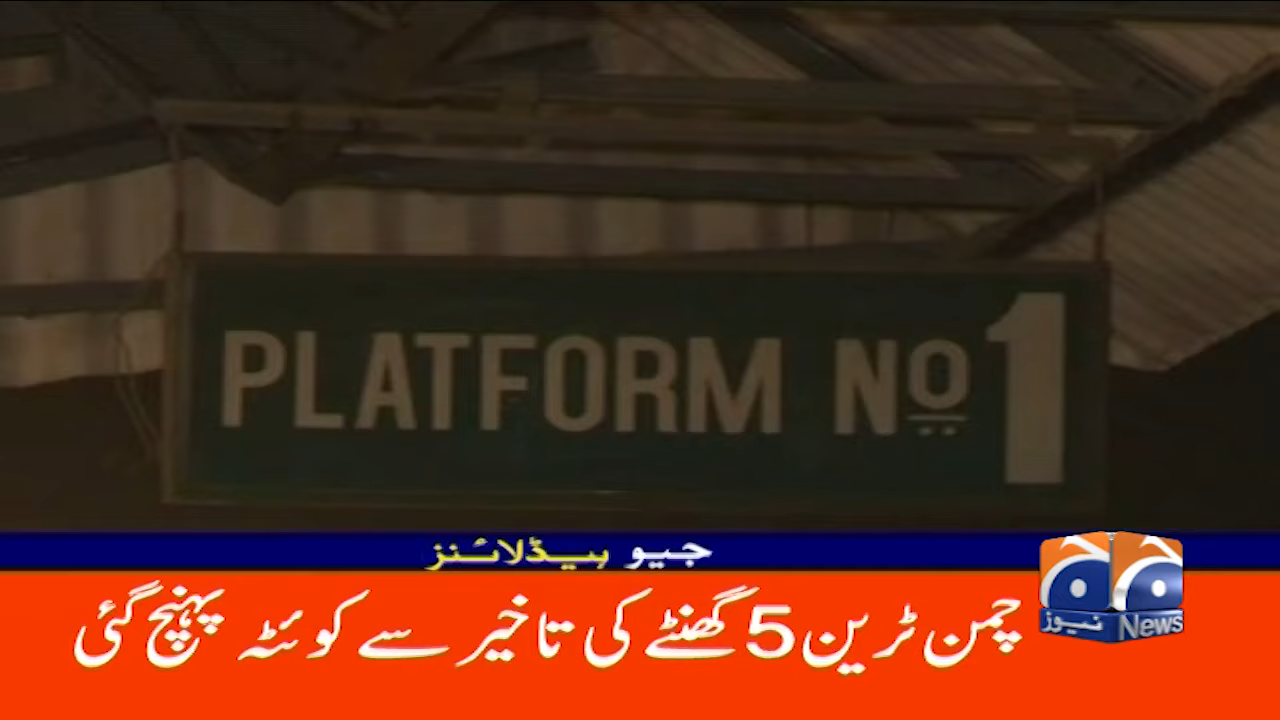 PLATFORM No 1
جیو ہیڈلائنز
چمن ٹرین 5 گھنٹے کی تاخیر سے کوئٹہ پہنچ گئی
نیوز News